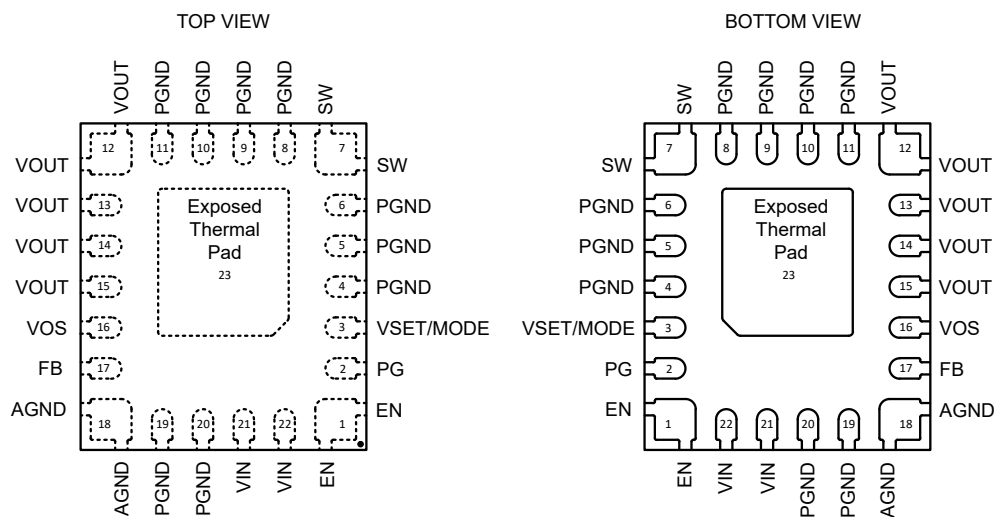 TOP VIEW
VOUT
PGND
PGND
PGND
PGND
SW
12
11
10
9
8
7
VOUT
SW
VOUT
13
6
PGND
VOUT
14
5
PGND
VOUT
15
4
PGND
VOS
16
3
VSET/MODE
FB
17
2
PG
AGND
EN
Exposed
Thermal
Pad
23
18
19
20
21
22
1
AGND
PGND
PGND
VIN
VIN
EN
BOTTOM VIEW
SW
PGND
PGND
PGND
PGND
VOUT
7
8
9
10
11
12
SW
VOUT
PGND
6
13
VOUT
PGND
5
14
VOUT
PGND
4
15
VOUT
VSET/MODE
3
16
VOS
PG
2
17
FB
EN
AGND
Exposed
Thermal
Pad
23
1
22
21
20
19
18
EN
VIN
VIN
PGND
PGND
AGND